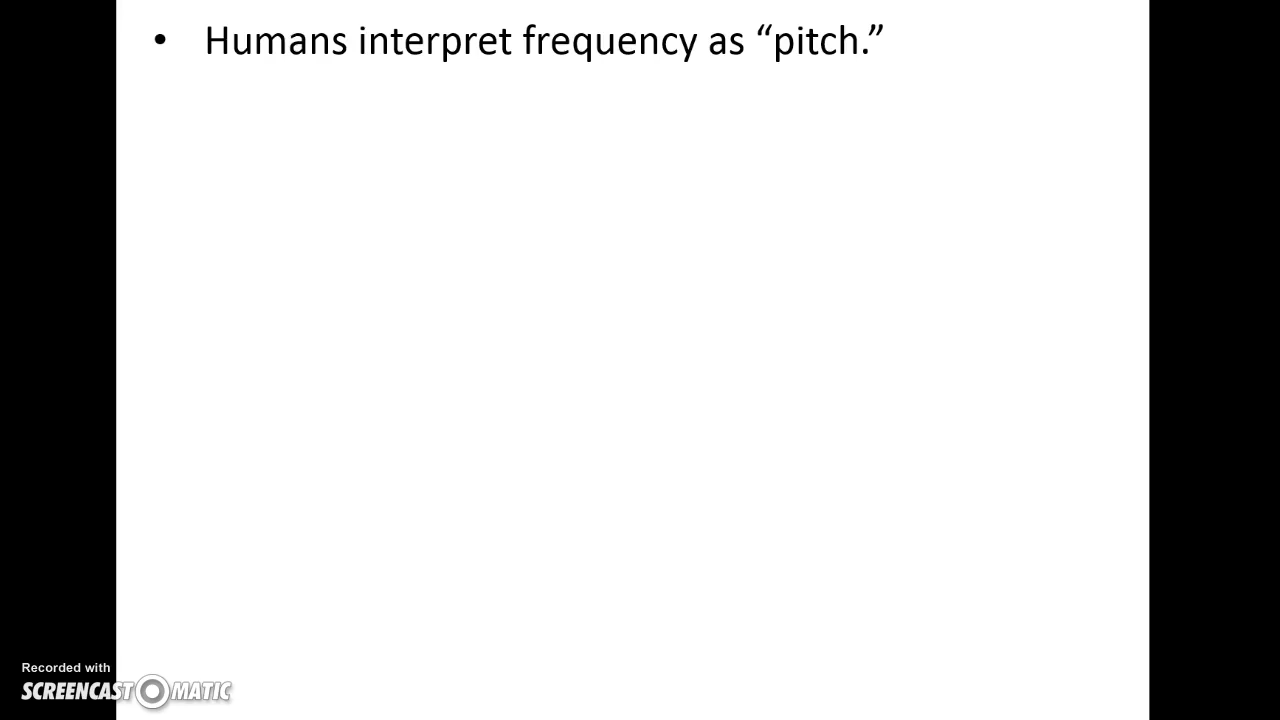 • Humans interpret frequency as “pitch.”
Recorded with
SCREENCAST-O-MATIC